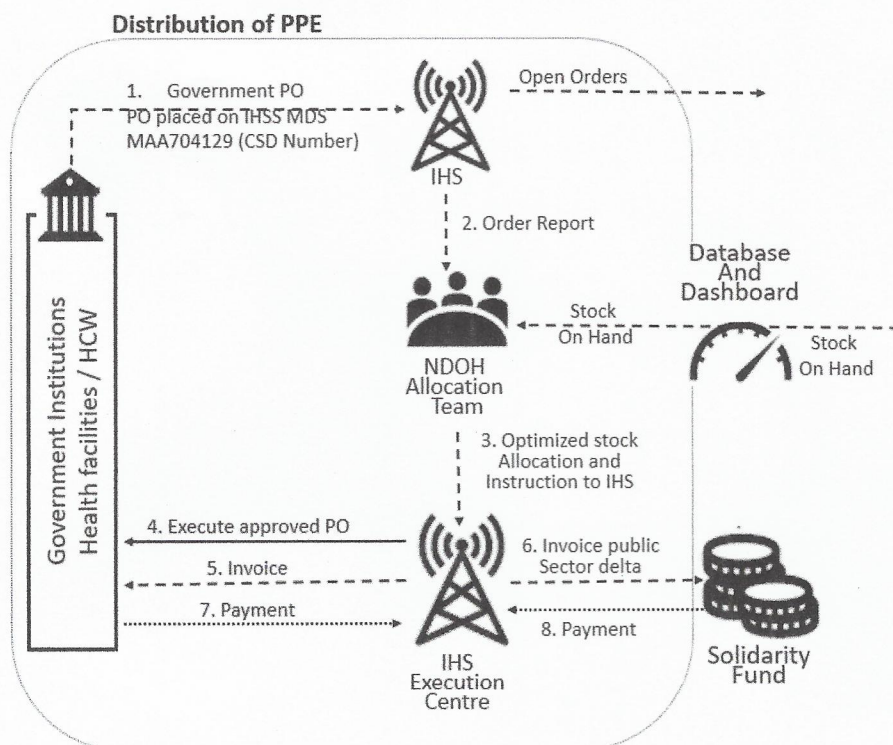 Distribution of PPE
1. Government PO
PO placed on IHSS MDS
MAA704129 (CSD Number)
IHS
Open Orders
2. Order Report
Database
And
Dashboard
Stock
On Hand
Stock
On Hand
NDOH
Allocation
Team
Government Institutions
Health facilities / HCW
3. Optimized stock
Allocation and
Instruction to IHS
4. Execute approved PO
5. Invoice
6. Invoice public
Sector delta
7. Payment
8. Payment
IHS
Execution
Centre
Solidarity
Fund